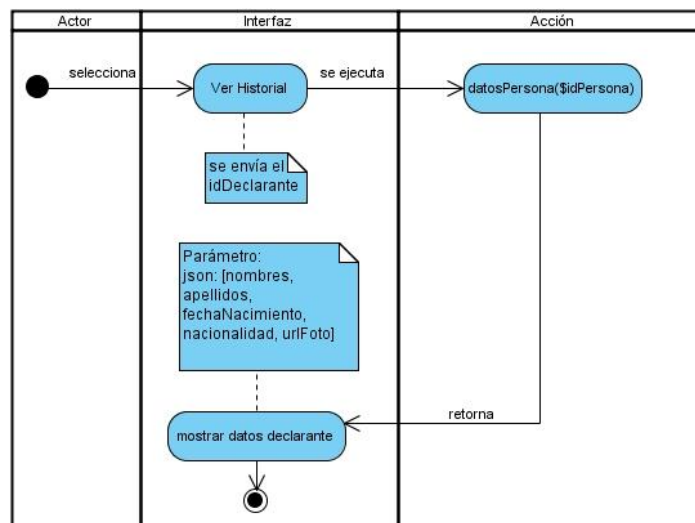 Actor
Interfaz
Acción
selecciona
Ver Historial
se ejecuta
datosPersona($idPersona)
se envía el
idDeclarante
Parámetro:
json: [nombres,
apellidos,
fechaNacimiento,
nacionalidad, urlFoto]
retorna
mostrar datos declarante